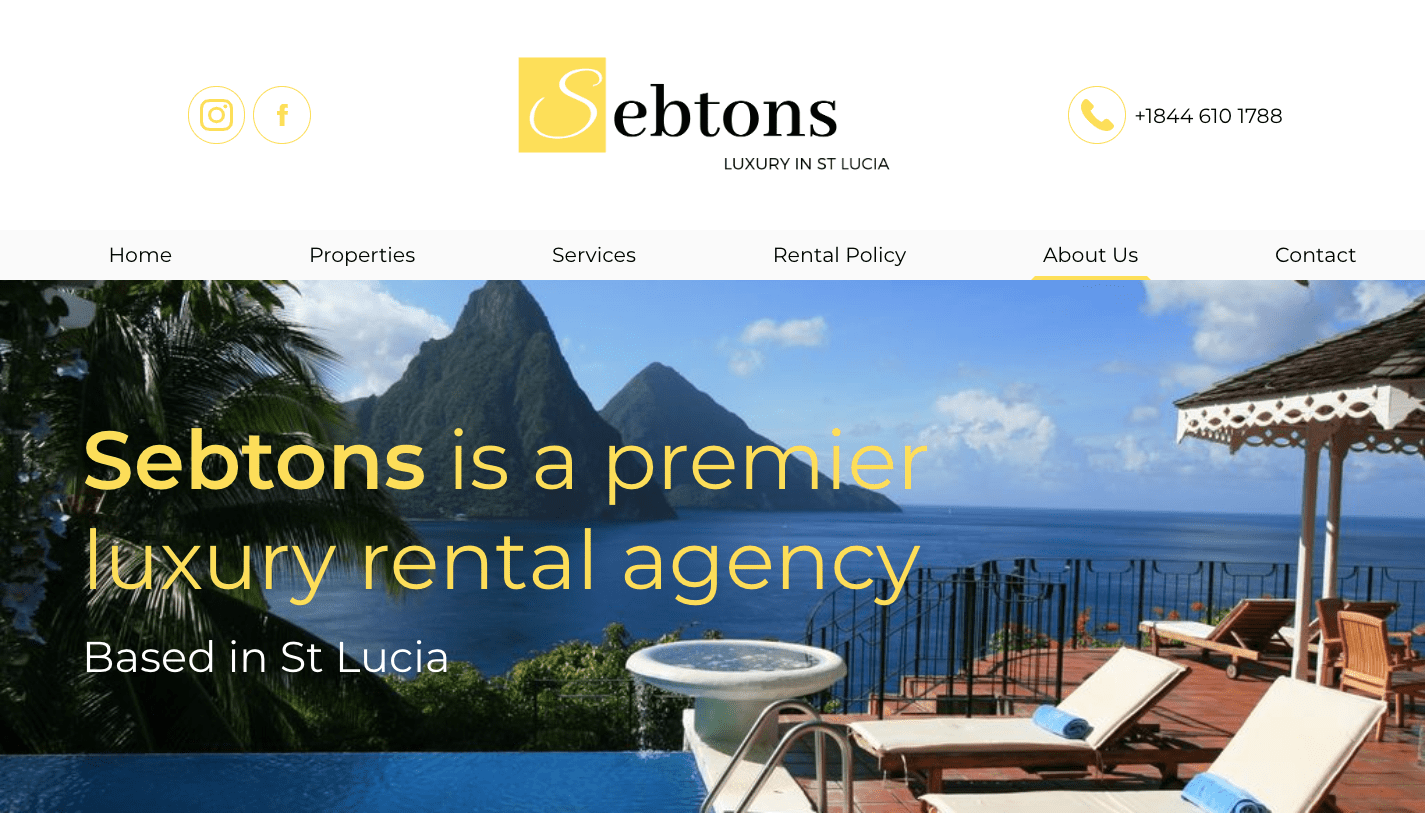 Sebtons
LUXURY IN ST LUCIA
+1844 610 1788
Home Properties Services Rental Policy About Us Contact
Sebtons is a premier
luxury rental agency
Based in St Lucia